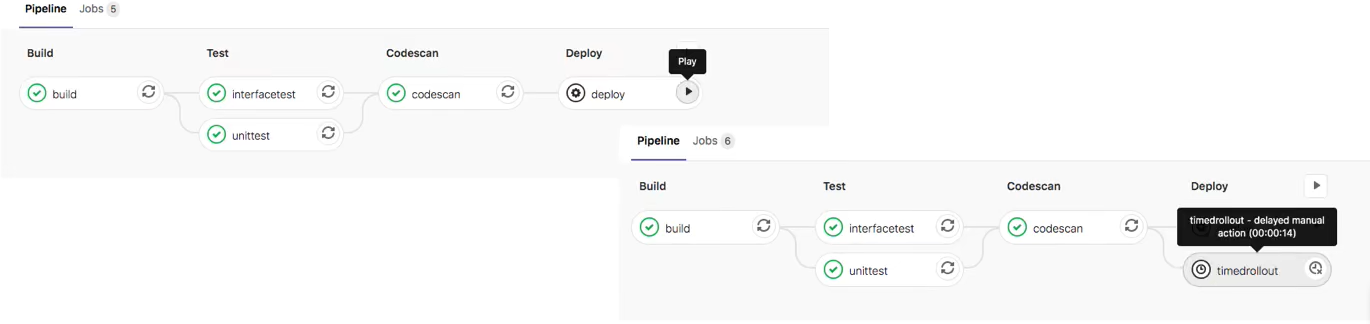 Pipeline Jobs 5
Build Test Codescan Deploy
Play
build interfacetest codescan deploy
unittest
Pipeline Jobs 6
Build Test Codescan Deploy
timedrollout - delayed manual
action (00:00:14)
build interfacetest codescan
unittest timedrollout